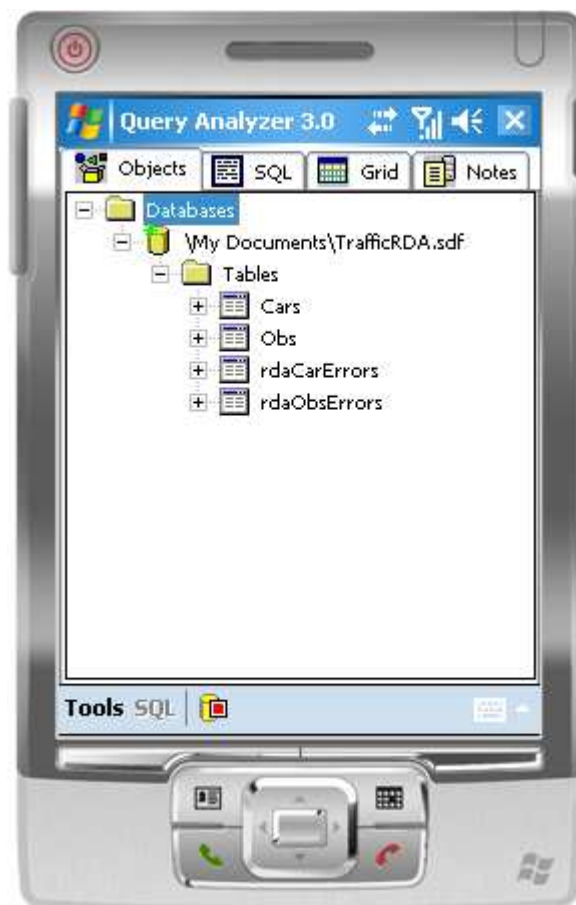 Query Analyzer 3.0
Objects SQL Grid Notes
Databases
\My Documents\TrafficRDA.sdf
Tables
Cars
Obs
rdaCarErrors
rdaObsErrors
Tools SQL